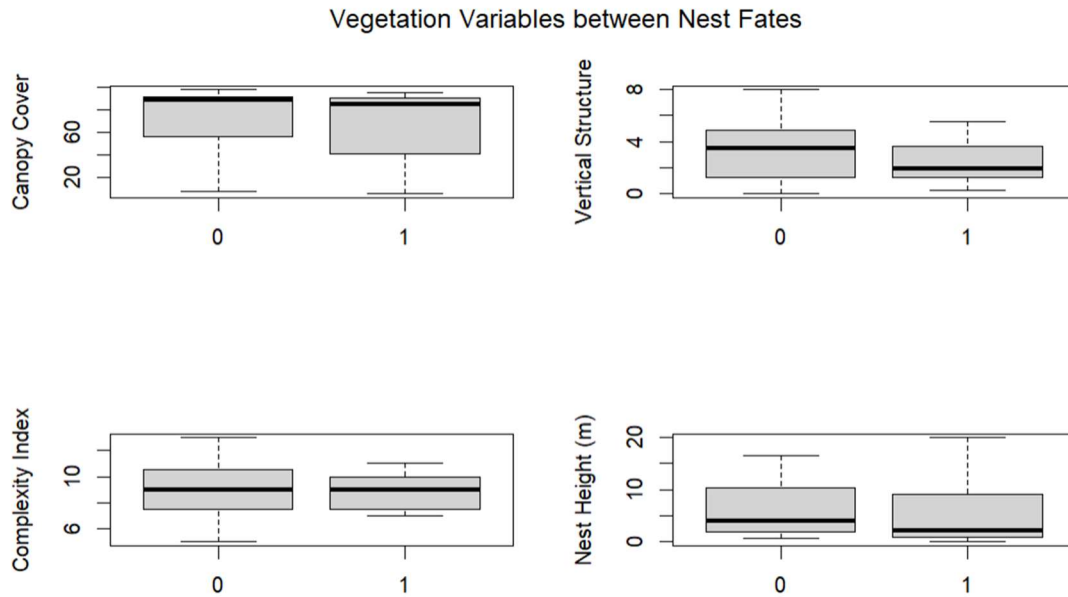 Vegetation Variables between Nest Fates
Canopy Cover
60
20
0 1
Vertical Structure
8
4
0
0 1
Complexity Index
10
6
0 1
Nest Height (m)
20
10
0
0 1